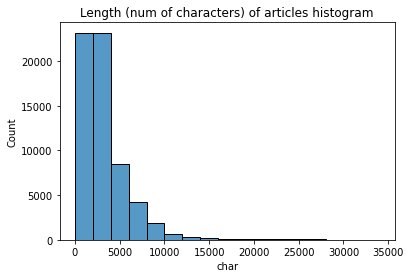 Length (num of characters) of articles histogram
20000
15000
10000
5000
0
Count
0 5000 10000 15000 20000 25000 30000 35000
char